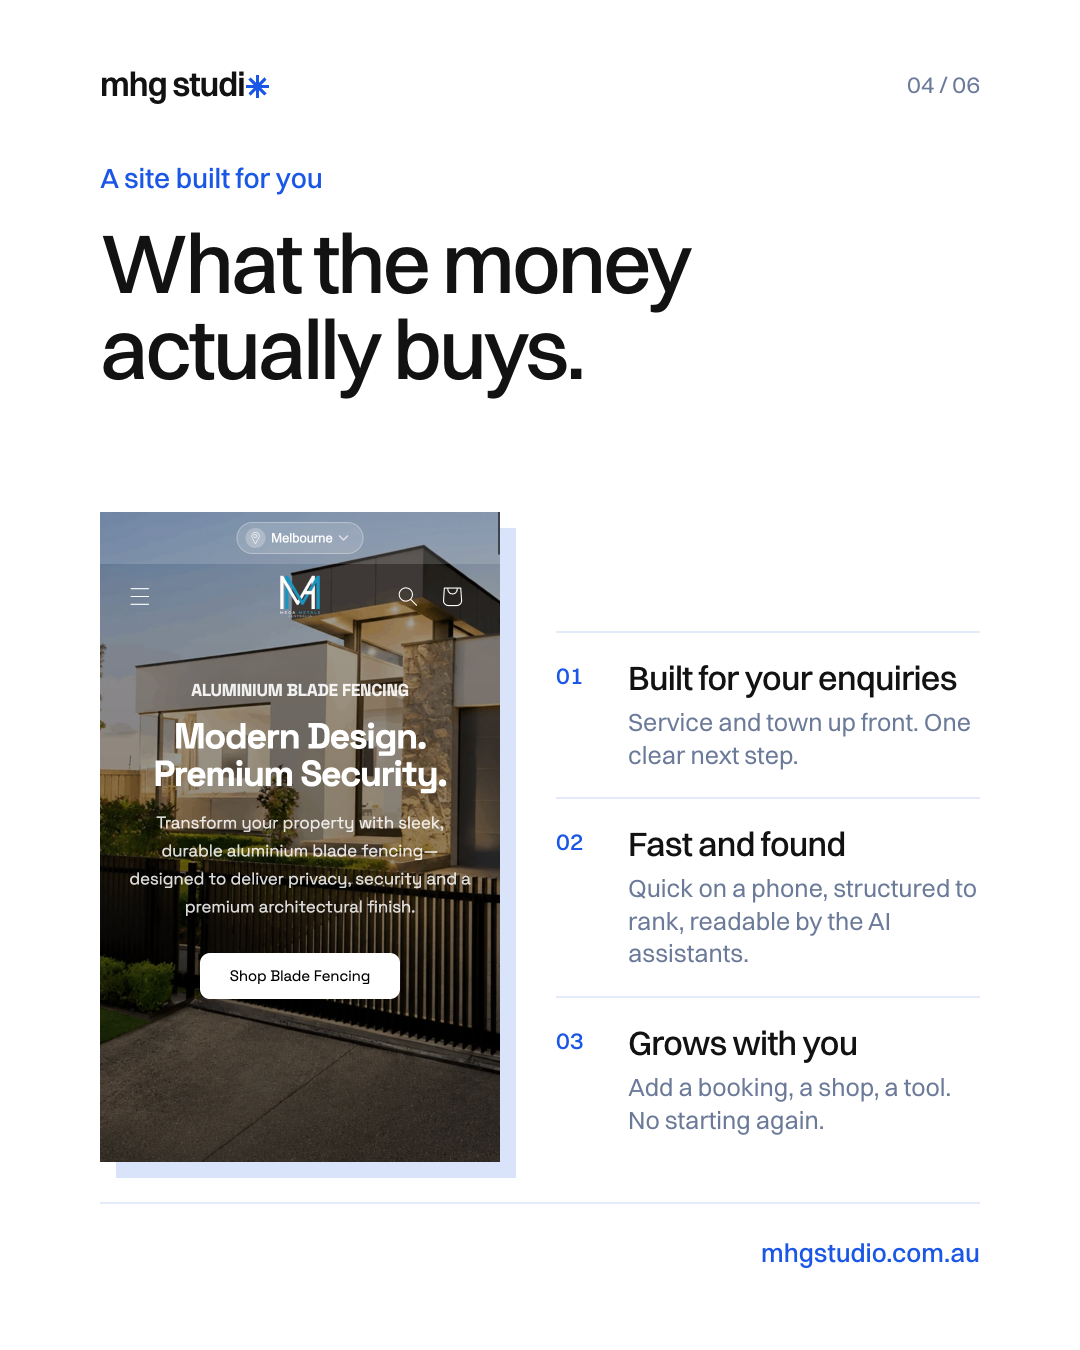 mhg studi*
04 / 06
A site built for you
What the money
actually buys.
Melbourne
M
MEGA METALS
ALUMINIUM BLADE FENCING
Modern Design.
Premium Security.
Transform your property with sleek,
durable aluminium blade fencing—
designed to deliver privacy, security and a
premium architectural finish.
Shop Blade Fencing
01
Built for your enquiries
Service and town up front. One
clear next step.
02
Fast and found
Quick on a phone, structured to
rank, readable by the AI
assistants.
03
Grows with you
Add a booking, a shop, a tool.
No starting again.
mhgstudio.com.au